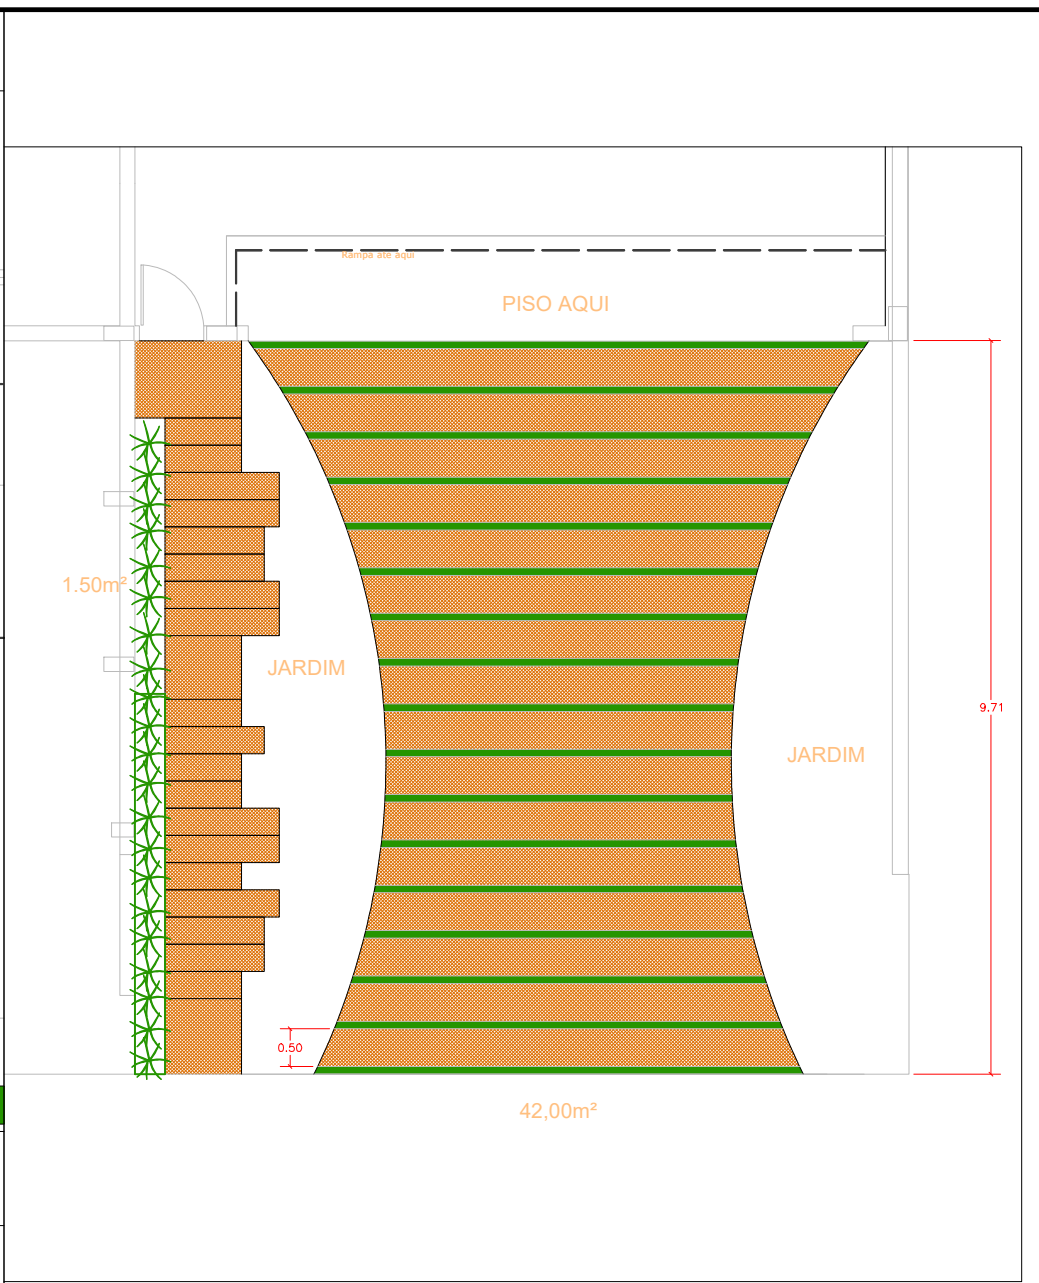 Rampa até aqui
PISO AQUI
1.50m²
JARDIM
9.71
JARDIM
0.50
42,00m²